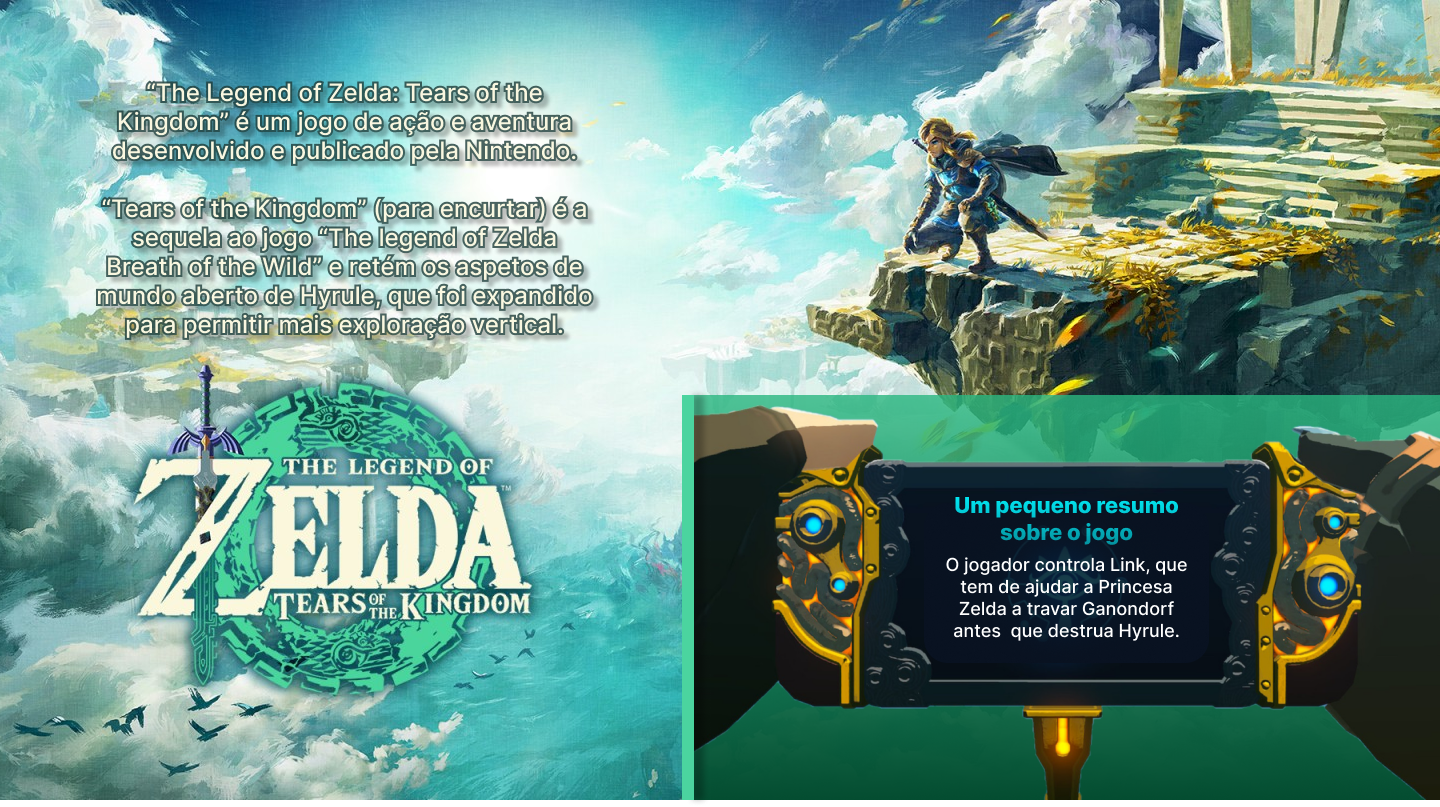 “The Legend of Zelda: Tears of the
Kingdom” é um jogo de ação e aventura
desenvolvido e publicado pela Nintendo.
“Tears of the Kingdom” (para encurtar) é a
sequela ao jogo “The legend of Zelda
Breath of the Wild” e retém os aspetos de
mundo aberto de Hyrule, que foi expandido
para permitir mais exploração vertical.
THE LEGEND OF
ZELDA™
TEARS OF THE KINGDOM
Um pequeno resumo
sobre o jogo
O jogador controla Link, que
tem de ajudar a Princesa
Zelda a travar Ganondorf
antes  que destrua Hyrule.